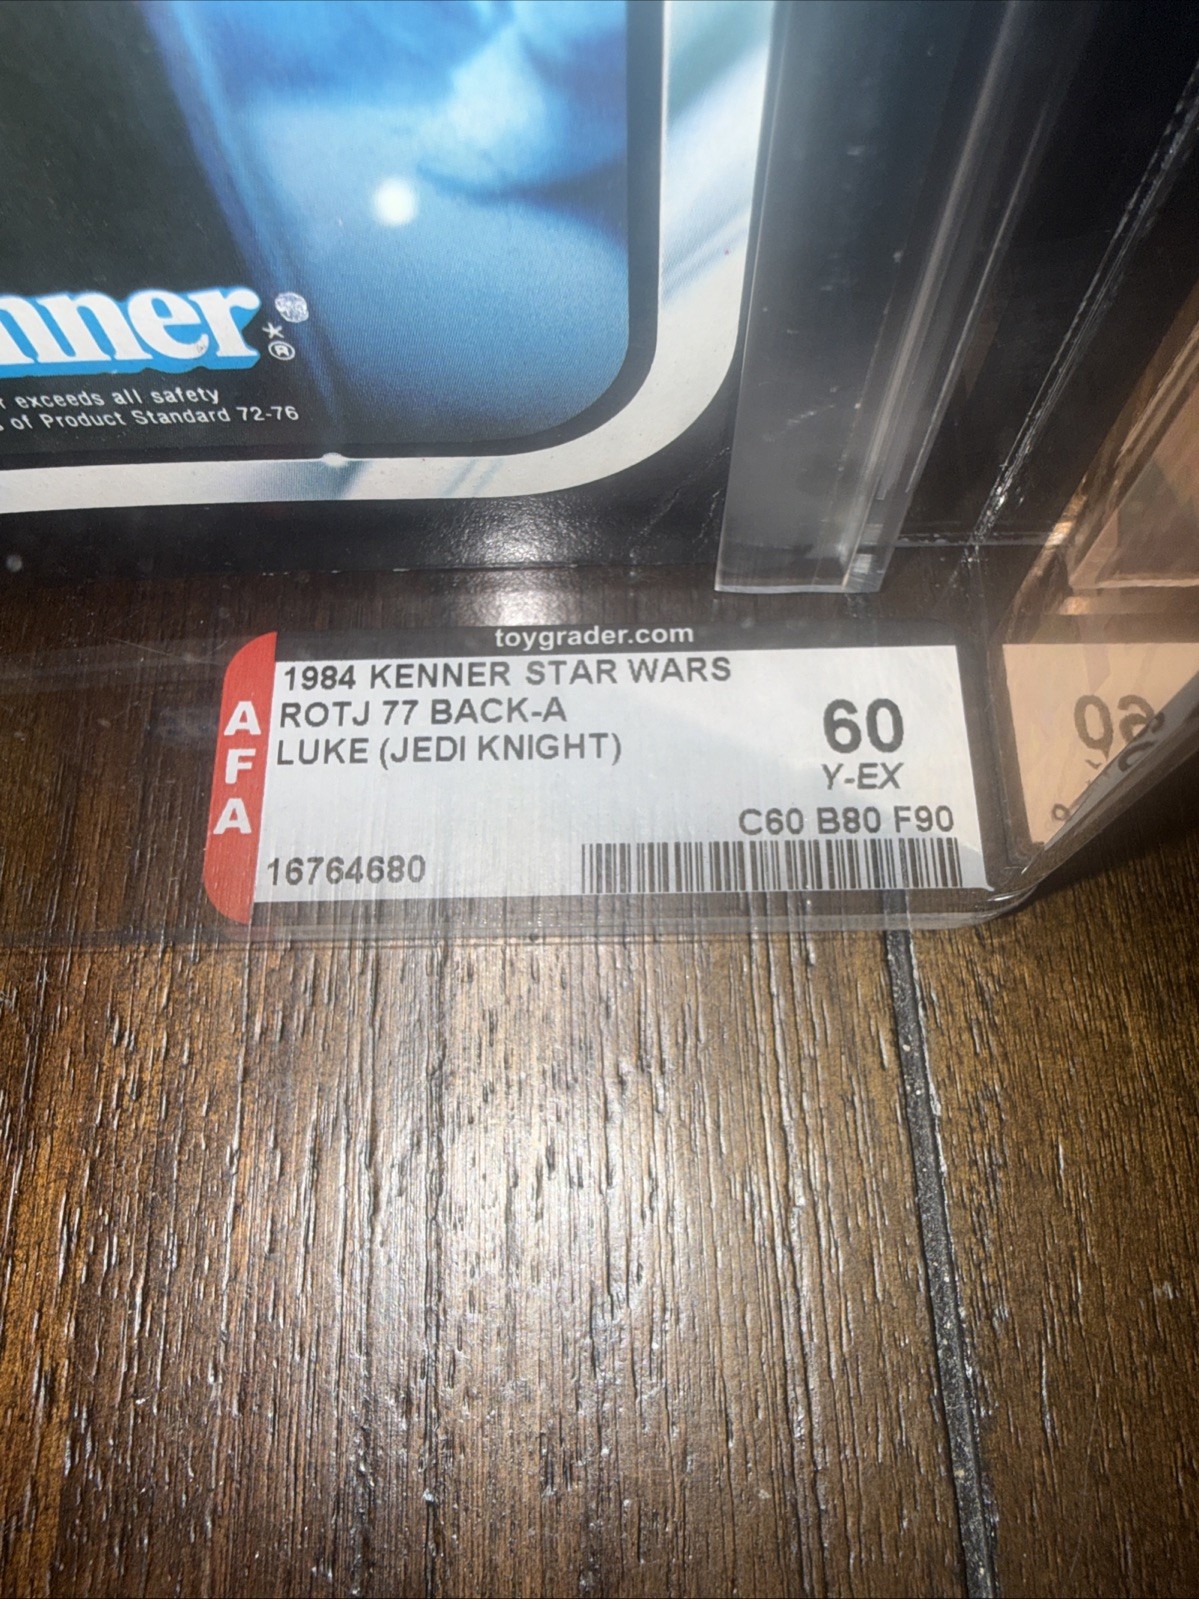 nner
*®
exceeds all safety
of Product Standard 72-76
toygrader.com
AFA
1984 KENNER STAR WARS
ROTJ 77 BACK-A
LUKE (JEDI KNIGHT)
60
Y-EX
C60 B80 F90
16764680